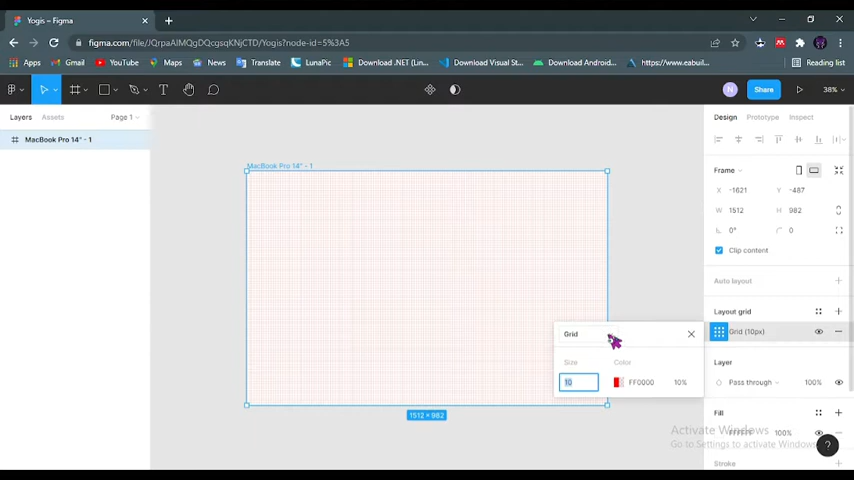 Yogis – Figma
figma.com/file/JQrpaAlMQgDQcgsqKNjCTD/Yogis?node-id=5%3A5
Apps
Gmail
YouTube
Maps
News
Translate
LunaPic
Download .NET (Lin...
Download Visual Stu...
Download Android...
https://www.eabuil...
Reading list
N
Share
38%
Layers
Assets
Page 1
Design
Prototype
Inspect
MacBook Pro 14" - 1
MacBook Pro 14" - 1
Frame
X -1621
Y -487
W 1512
H 982
0°
0
Clip content
Auto layout
Layout grid
Grid (10px)
Grid
Size
Color
10
FF0000
10%
Layer
Pass through
100%
1512 × 982
Fill
FFFFFF
100%
Activate Windows
Go to Settings to activate Windows.
?
Stroke